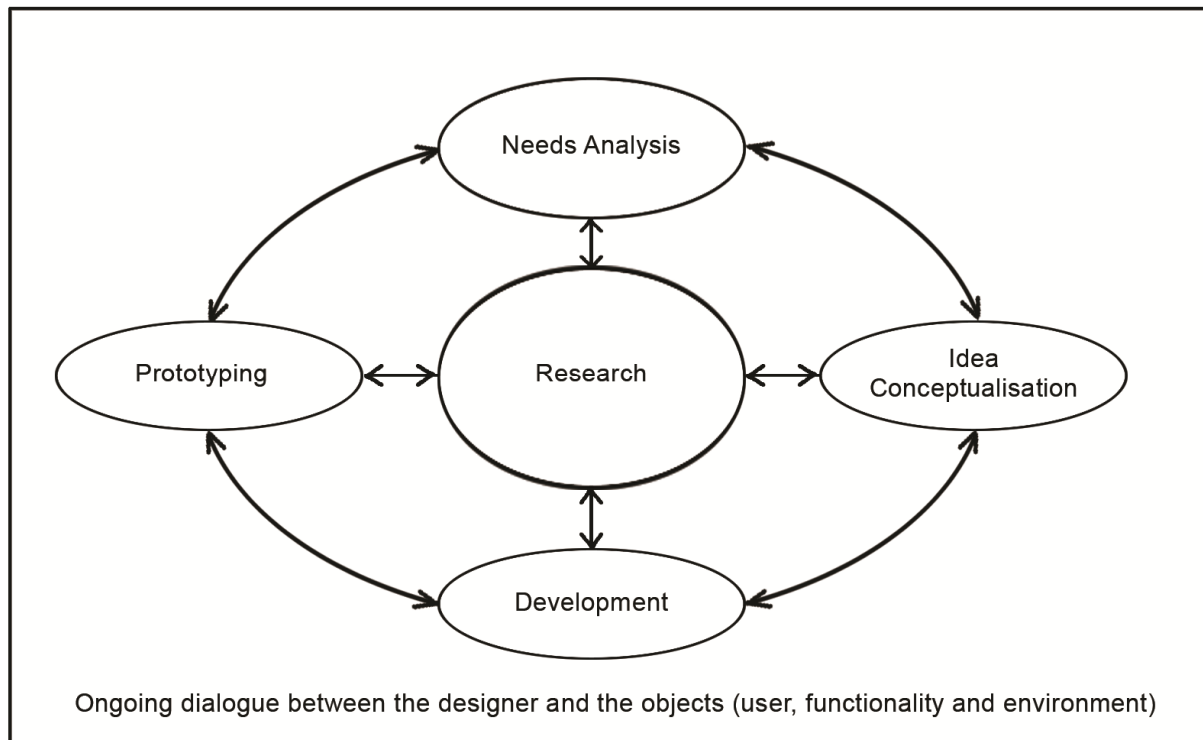 Needs Analysis
Prototyping
Research
Idea
Conceptualisation
Development
Ongoing dialogue between the designer and the objects (user, functionality and environment)